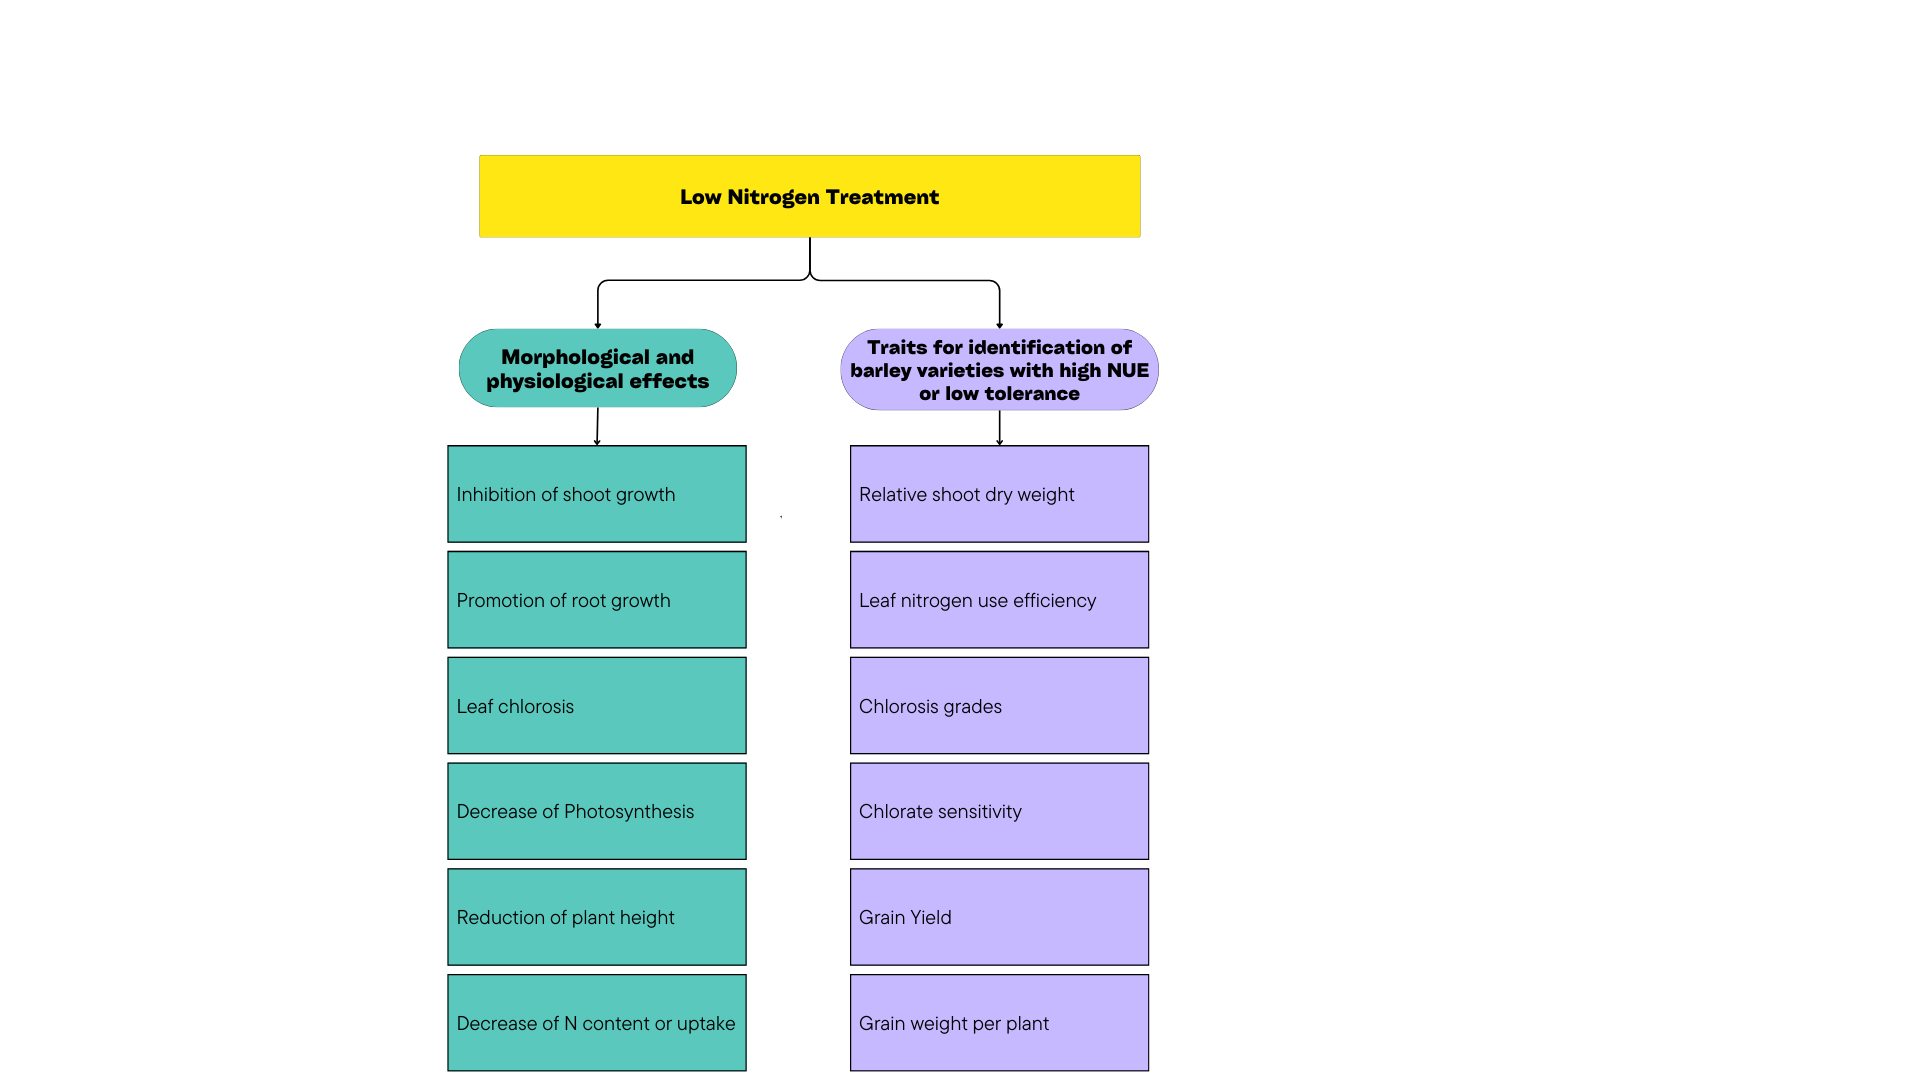 Low Nitrogen Treatment
Morphological and
physiological effects
Traits for identification of
barley varieties with high NUE
or low tolerance
Inhibition of shoot growth
Promotion of root growth
Leaf chlorosis
Decrease of Photosynthesis
Reduction of plant height
Decrease of N content or uptake
Relative shoot dry weight
Leaf nitrogen use efficiency
Chlorosis grades
Chlorate sensitivity
Grain Yield
Grain weight per plant